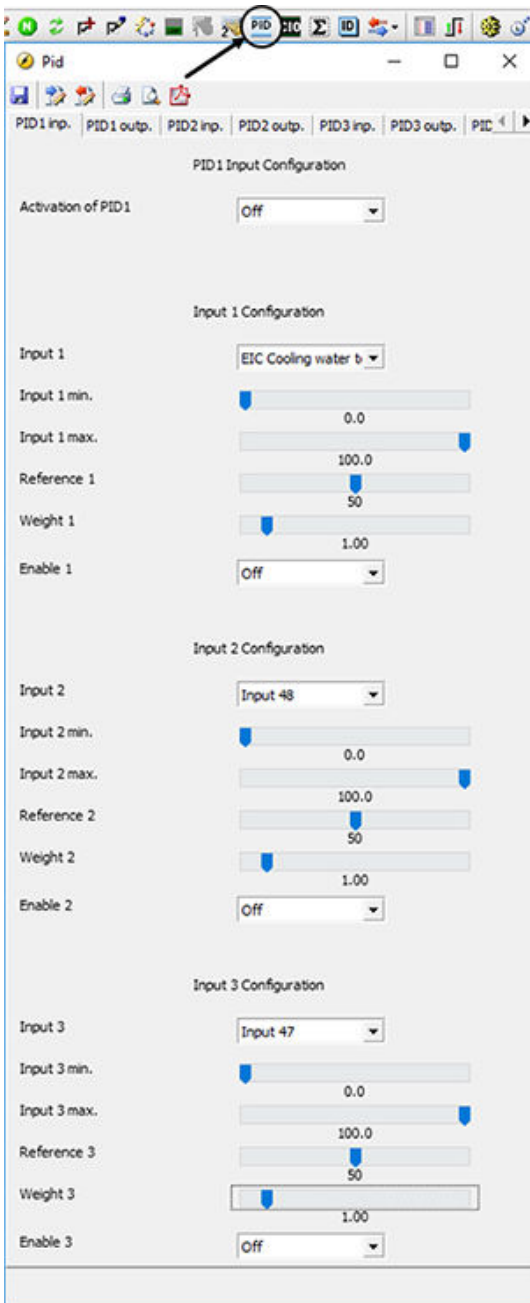 PID EIO Σ ID
Pid
PID1 inp. PID1 outp. PID2 inp. PID2 outp. PID3 inp. PID3 outp. PID
PID1 Input Configuration
Activation of PID1 Off
Input 1 Configuration
Input 1 EIC Cooling water
Input 1 min.
0.0
Input 1 max.
100.0
Reference 1
50
Weight 1
1.00
Enable 1 Off
Input 2 Configuration
Input 2 Input 48
Input 2 min.
0.0
Input 2 max.
100.0
Reference 2
50
Weight 2
1.00
Enable 2 Off
Input 3 Configuration
Input 3 Input 47
Input 3 min.
0.0
Input 3 max.
100.0
Reference 3
50
Weight 3
1.00
Enable 3 Off